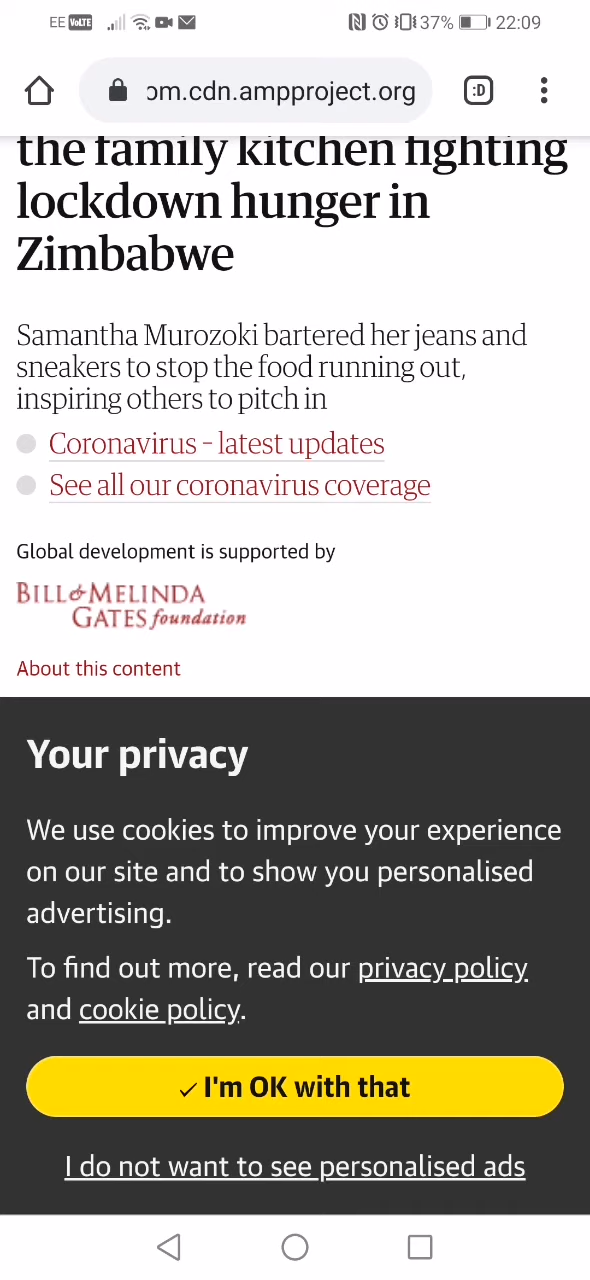 EE VoLTE 37% 22:09
om.cdn.ampproject.org :D
the family kitchen fighting
lockdown hunger in
Zimbabwe
Samantha Murozoki bartered her jeans and
sneakers to stop the food running out,
inspiring others to pitch in
Coronavirus - latest updates
See all our coronavirus coverage
Global development is supported by
BILL & MELINDA
GATES foundation
About this content
Your privacy
We use cookies to improve your experience
on our site and to show you personalised
advertising.
To find out more, read our privacy policy
and cookie policy.
I'm OK with that
I do not want to see personalised ads